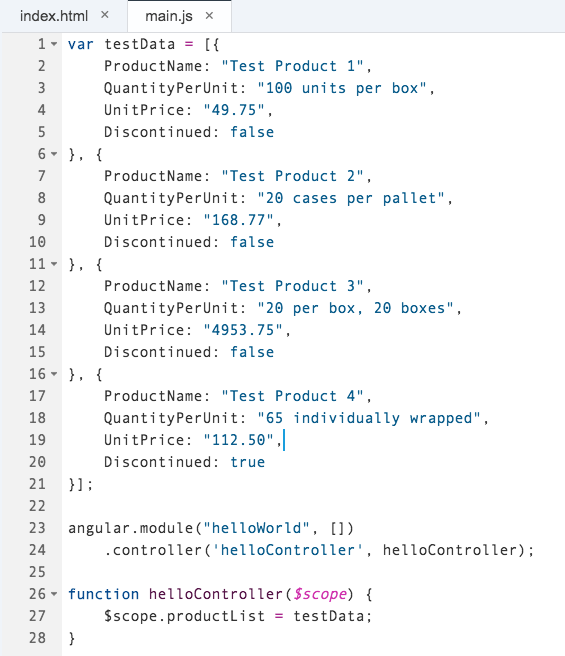 index.html × main.js ×
1 var testData = [{
2     ProductName: "Test Product 1",
3     QuantityPerUnit: "100 units per box",
4     UnitPrice: "49.75",
5     Discontinued: false
6 }, {
7     ProductName: "Test Product 2",
8     QuantityPerUnit: "20 cases per pallet",
9     UnitPrice: "168.77",
10     Discontinued: false
11 }, {
12     ProductName: "Test Product 3",
13     QuantityPerUnit: "20 per box, 20 boxes",
14     UnitPrice: "4953.75",
15     Discontinued: false
16 }, {
17     ProductName: "Test Product 4",
18     QuantityPerUnit: "65 individually wrapped",
19     UnitPrice: "112.50",
20     Discontinued: true
21 }];
22
23 angular.module("helloWorld", [])
24     .controller('helloController', helloController);
25
26 function helloController($scope) {
27     $scope.productList = testData;
28 }